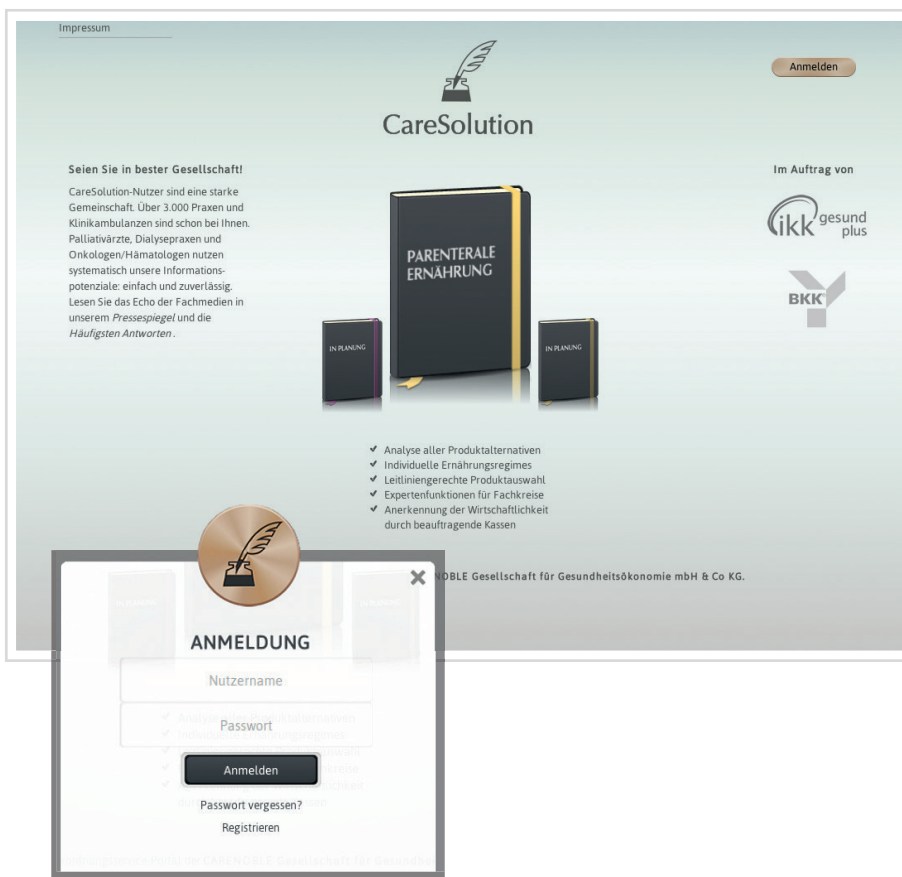 Impressum
Anmelden
CareSolution
Seien Sie in bester Gesellschaft!
CareSolution-Nutzer sind eine starke
Gemeinschaft. Über 3.000 Praxen und
Klinikambulanzen sind schon bei Ihnen.
Palliativärzte, Dialysepraxen und
Onkologen/Hämatologen nutzen
systematisch unsere Informations-
potenziale: einfach und zuverlässig.
Lesen Sie das Echo der Fachmedien in
unserem Pressespiegel und die
Häufigsten Antworten .
PARENTERALE
ERNÄHRUNG
IN PLANUNG
IN PLANUNG
Im Auftrag von
ikk gesund
plus
BKK
✔ Analyse aller Produktalternativen
✔ Individuelle Ernährungsregimes
✔ Leitliniengerechte Produktauswahl
✔ Expertenfunktionen für Fachkreise
✔ Anerkennung der Wirtschaftlichkeit
durch beauftragende Kassen
NOBLE Gesellschaft für Gesundheitsökonomie mbH & Co KG.
ANMELDUNG
Nutzername
Passwort
Anmelden
Passwort vergessen?
Registrieren